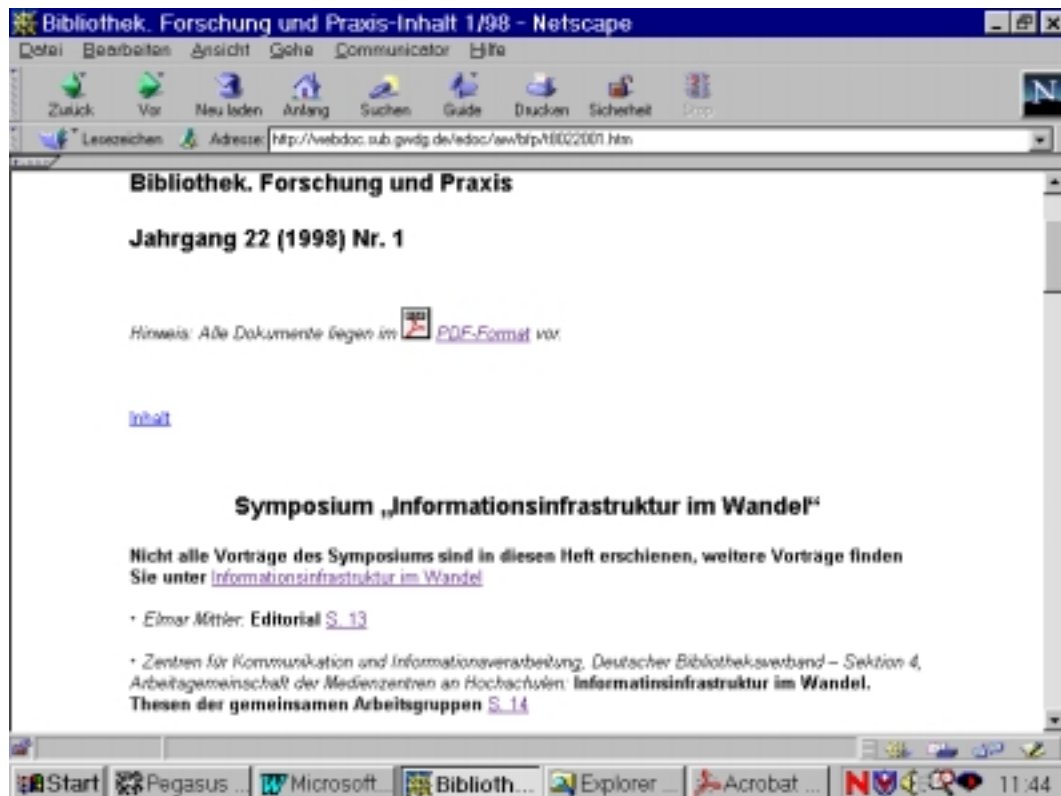 Bibliothek. Forschung und Praxis-Inhalt 1/98 - Netscape
Datei Bearbeiten Ansicht Gehe Communicator Hilfe
Zurück Vor Neu laden Anfang Suchen Guide Drucken Sicherheit Stop
Lesezeichen Adresse: http://webdoc.sub.gwdg.de/edoc/aw/bfp/t8022001.htm
Bibliothek. Forschung und Praxis
Jahrgang 22 (1998) Nr. 1
Hinweis: Alle Dokumente liegen im PDF-Format vor.
Inhalt
Symposium „Informationsinfrastruktur im Wandel“
Nicht alle Vorträge des Symposiums sind in diesen Heft erschienen, weitere Vorträge finden
Sie unter Informationsinfrastruktur im Wandel
• Elmar Mittler: Editorial S. 13
• Zentren für Kommunikation und Informationsverarbeitung, Deutscher Bibliotheksverband – Sektion 4,
Arbeitsgemeinschaft der Medienzentren an Hochschulen: Informatinsinfrastruktur im Wandel.
Thesen der gemeinsamen Arbeitsgruppen S. 14
Start Pegasus ... Microsoft... Biblioth... Explorer ... Acrobat ... N 11:44